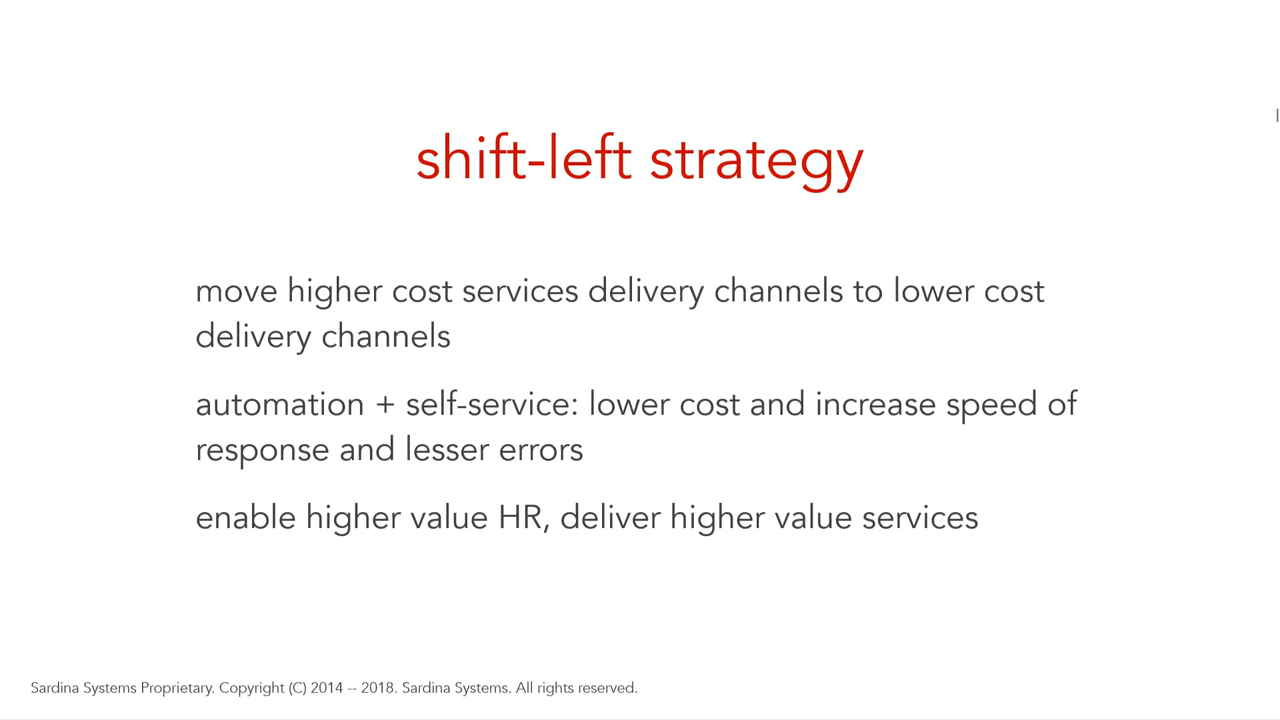 shift-left strategy
move higher cost services delivery channels to lower cost
delivery channels
automation + self-service: lower cost and increase speed of
response and lesser errors
enable higher value HR, deliver higher value services
Sardina Systems Proprietary. Copyright (C) 2014 -- 2018. Sardina Systems. All rights reserved.